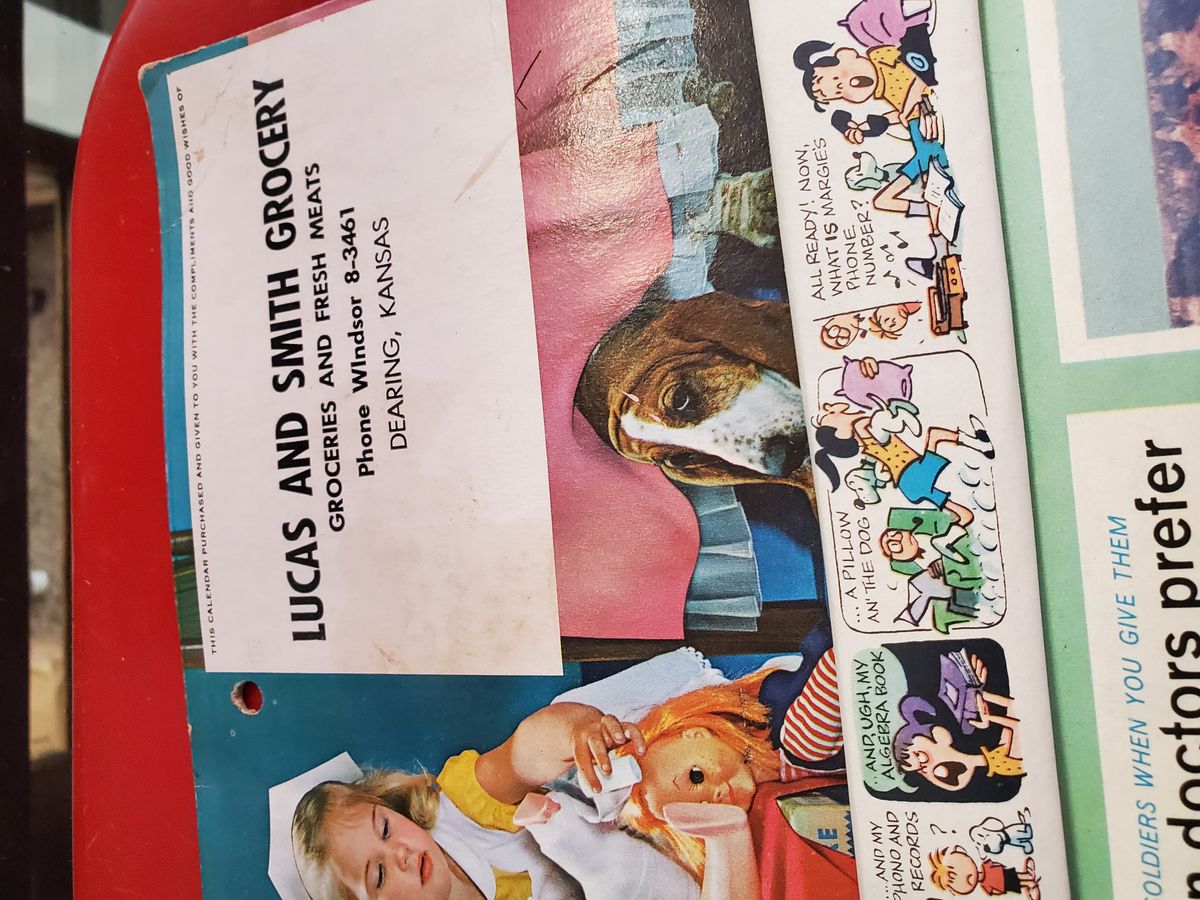 THIS CALENDAR PURCHASED AND GIVEN TO YOU WITH THE COMPLIMENTS AND GOOD WISHES OF
LUCAS AND SMITH GROCERY
GROCERIES AND FRESH MEATS
Phone WIndsor 8-3461
DEARING, KANSAS
...AND MY
PHONO AND
RECORDS
?
...AND, UGH, MY
ALGEBRA BOOK
...A PILLOW
AN' THE DOG
ALL READY! NOW,
WHAT IS MARGIE'S
PHONE
NUMBER?
SOLDIERS WHEN YOU GIVE THEM
doctors prefer